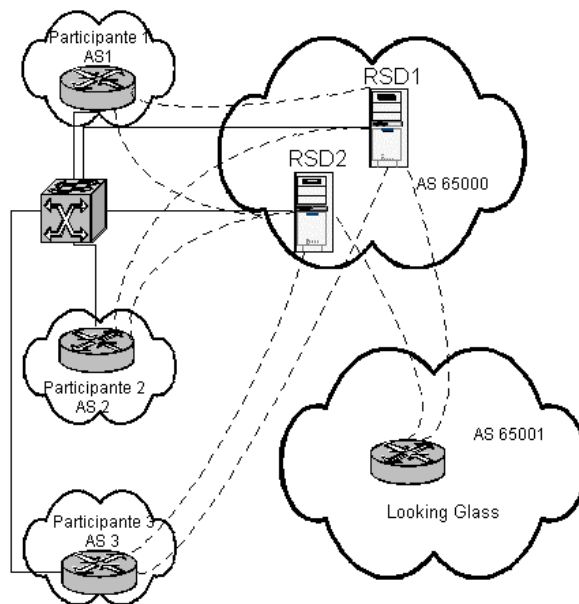 Participante 1
AS1
RSD1
RSD2
AS 65000
Participante 2
AS 2
AS 65001
Looking Glass
Participante 3
AS 3